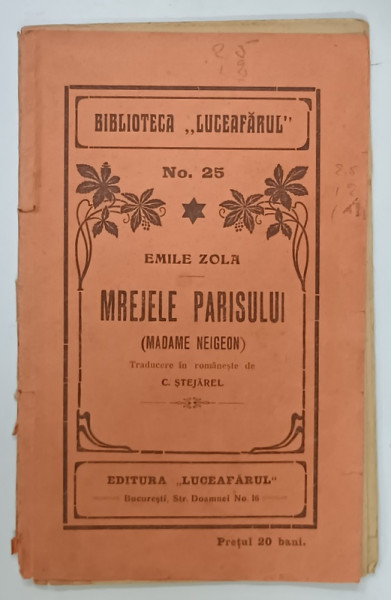 BIBLIOTECA „LUCEAFĂRUL”
No. 25
EMILE ZOLA
MREJELE PARISULUI
(MADAME NEIGEON)
Traducere în românește de
C. ȘTEJĂREL
EDITURA „LUCEAFĂRUL“
București, Str. Doamnei No. 16
Prețul 20 bani.